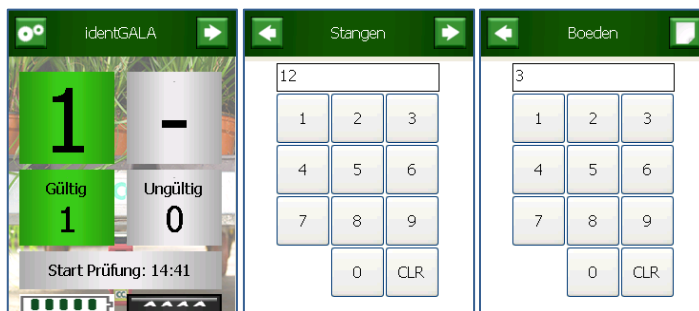 identGALA
1 -
Gültig Ungültig
1 0
Start Prüfung: 14:41
CC
Stangen
12
1 2 3
4 5 6
7 8 9
0 CLR
Boeden
3
1 2 3
4 5 6
7 8 9
0 CLR